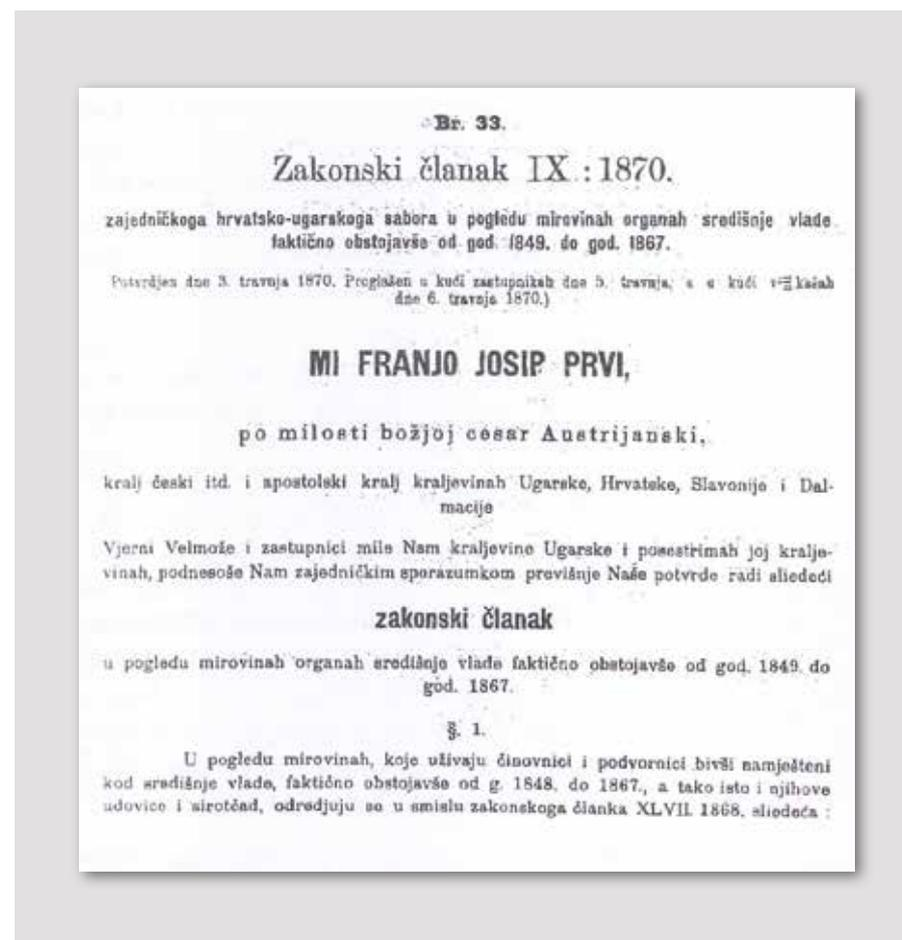 Br. 33.
Zakonski članak IX.: 1870.
zajedničkoga hrvatsko-ugarskoga sabora u pogledu mirovinah organah središnje vlade
faktično obstojavše od god. 1849. do god. 1867.
Potvrdjen dne 3. travnja 1870. Proglašen u kući zastupnikah dne 5. travnja, a u kući
dne 6. travnja 1870.)
MI FRANJO JOSIP PRVI,
po milosti božjoj cesar Austrijanski,
kralj češki itd. i apostolski kralj kraljevinah Ugarske, Hrvatske, Slavonije i Dal-
macije
Vjerni Velmože i zastupnici mile Nam kraljevine Ugarske i posestrimah joj kralje-
vinah, podnesoše Nam zajedničkim sporazumkom previšnje Naše potvrde radi sliedeći
zakonski članak
u pogledu mirovinah organah središnje vlade faktično obstojavše od god. 1849. do
god. 1867.
§. 1.
U pogledu mirovinah, koje uživaju činovnici i podvornici bivši namješteni
kod središnje vlade, faktično obstojavše od g. 1848. do 1867., a tako isto i njihove
udovice i sirotčad, odredjuju se u smislu zakonskoga članka XLVII. 1868. sliedeća :